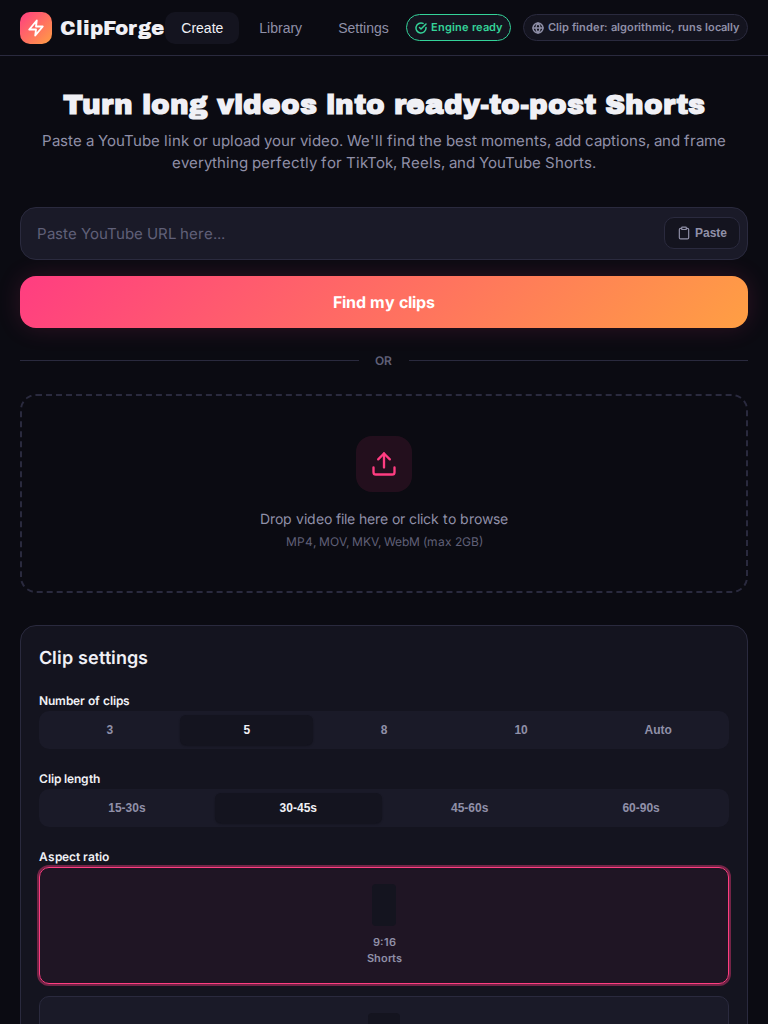 ClipForge
Create
Library
Settings
Engine ready
Clip finder: algorithmic, runs locally
Turn long videos into ready-to-post Shorts
Paste a YouTube link or upload your video. We'll find the best moments, add captions, and frame
everything perfectly for TikTok, Reels, and YouTube Shorts.
Paste YouTube URL here...
Paste
Find my clips
OR
Drop video file here or click to browse
MP4, MOV, MKV, WebM (max 2GB)
Clip settings
Number of clips
3
5
8
10
Auto
Clip length
15-30s
30-45s
45-60s
60-90s
Aspect ratio
9:16
Shorts